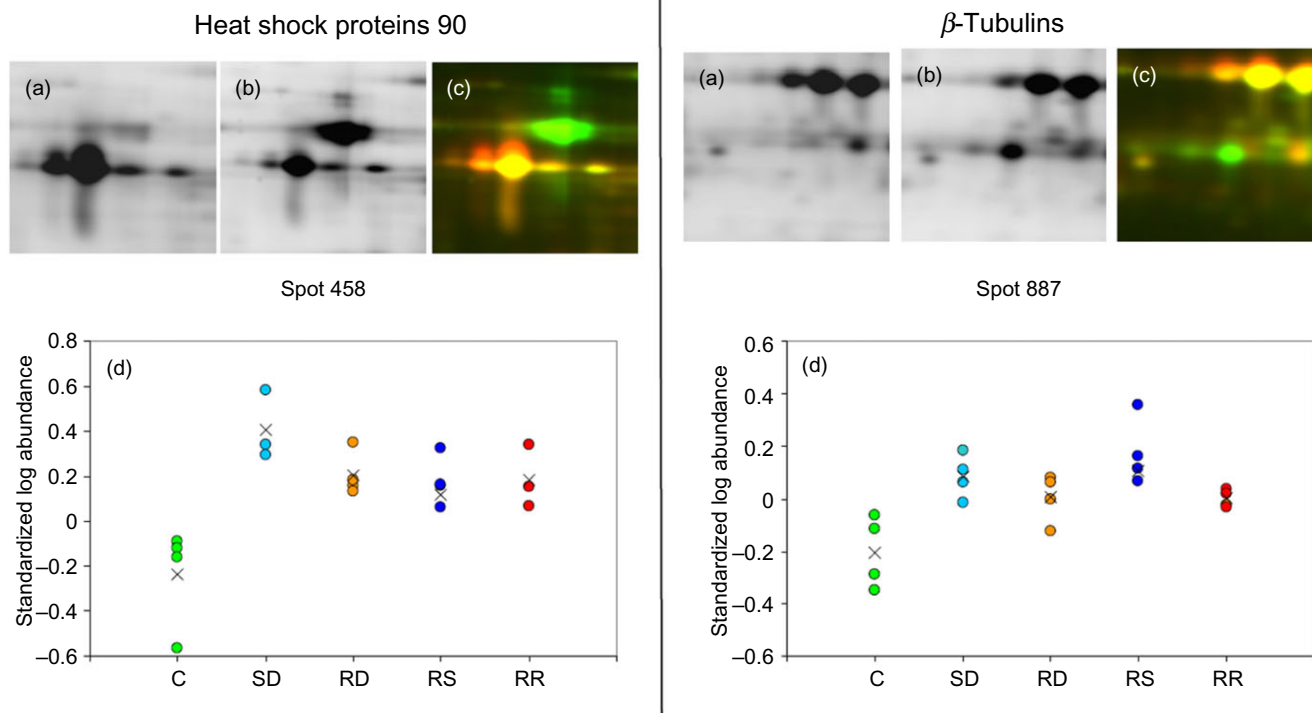 Heat shock proteins 90
(a)
(b)
(c)
Spot 458
Standardized log abundance
(d)
0.8
0.6
0.4
0.2
0
–0.2
–0.4
–0.6
C SD RD RS RR
β-Tubulins
(a)
(b)
(c)
Spot 887
Standardized log abundance
(d)
0.6
0.4
0.2
0
–0.2
–0.4
–0.6
C SD RD RS RR